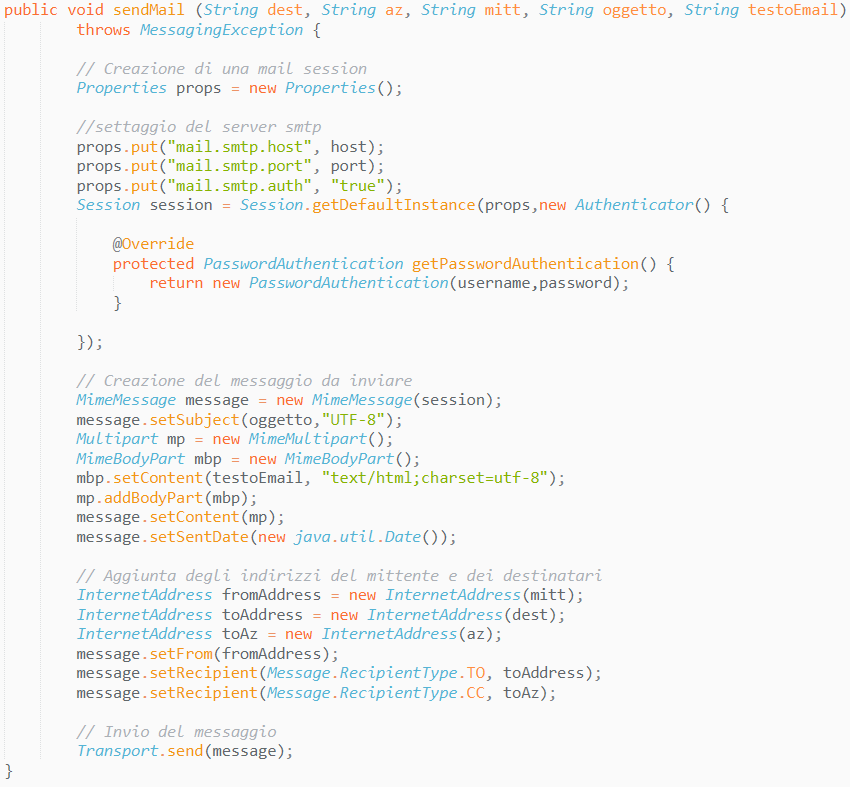 public void sendMail (String dest, String az, String mitt, String oggetto, String testoEmail)
throws MessagingException {
// Creazione di una mail session
Properties props = new Properties();
//settaggio del server smtp
props.put("mail.smtp.host", host);
props.put("mail.smtp.port", port);
props.put("mail.smtp.auth", "true");
Session session = Session.getDefaultInstance(props,new Authenticator() {
@Override
protected PasswordAuthentication getPasswordAuthentication() {
return new PasswordAuthentication(username,password);
}
});
// Creazione del messaggio da inviare
MimeMessage message = new MimeMessage(session);
message.setSubject(oggetto,"UTF-8");
Multipart mp = new MimeMultipart();
MimeBodyPart mbp = new MimeBodyPart();
mbp.setContent(testoEmail, "text/html;charset=utf-8");
mp.addBodyPart(mbp);
message.setContent(mp);
message.setSentDate(new java.util.Date());
// Aggiunta degli indirizzi del mittente e dei destinatari
InternetAddress fromAddress = new InternetAddress(mitt);
InternetAddress toAddress = new InternetAddress(dest);
InternetAddress toAz = new InternetAddress(az);
message.setFrom(fromAddress);
message.setRecipient(Message.RecipientType.TO, toAddress);
message.setRecipient(Message.RecipientType.CC, toAz);
// Invio del messaggio
Transport.send(message);
}